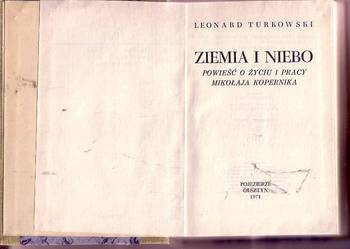 LEONARD TURKOWSKI
ZIEMIA I NIEBO
POWIEŚĆ O ŻYCIU I PRACY
MIKOŁAJA KOPERNIKA
POJEZIERZE
OLSZTYN
1971